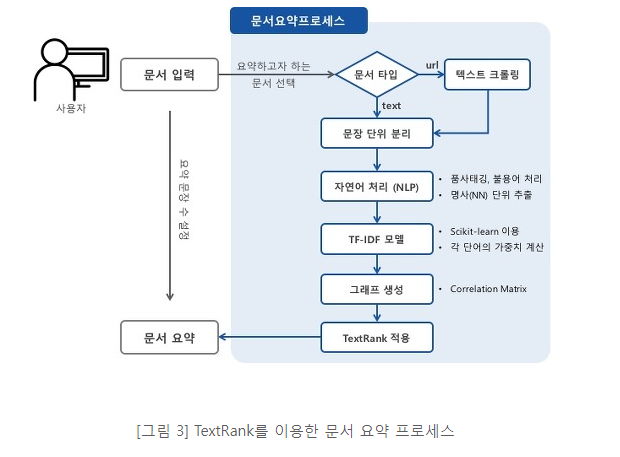 문서요약프로세스
사용자
문서 입력
요약하고자 하는
문서 선택
문서 타입
url
텍스트 크롤링
text
문장 단위 분리
자연어 처리 (NLP)
• 품사태깅, 불용어 처리
• 명사(NN) 단위 추출
요약 문장 수 설정
TF-IDF 모델
• Scikit-learn 이용
• 각 단어의 가중치 계산
그래프 생성
• Correlation Matrix
문서 요약
TextRank 적용
[그림 3] TextRank를 이용한 문서 요약 프로세스